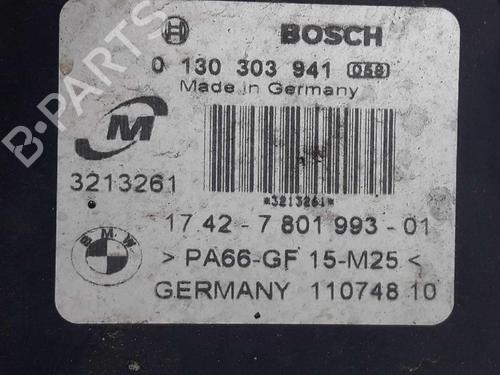 BOSCH
0 130 303 941 058
Made in Germany
M
3213261
*3213261*
17 42 - 7 801 993 - 01
BMW
> PA66-GF 15-M25 <
GERMANY 110748 10
B-PARTS